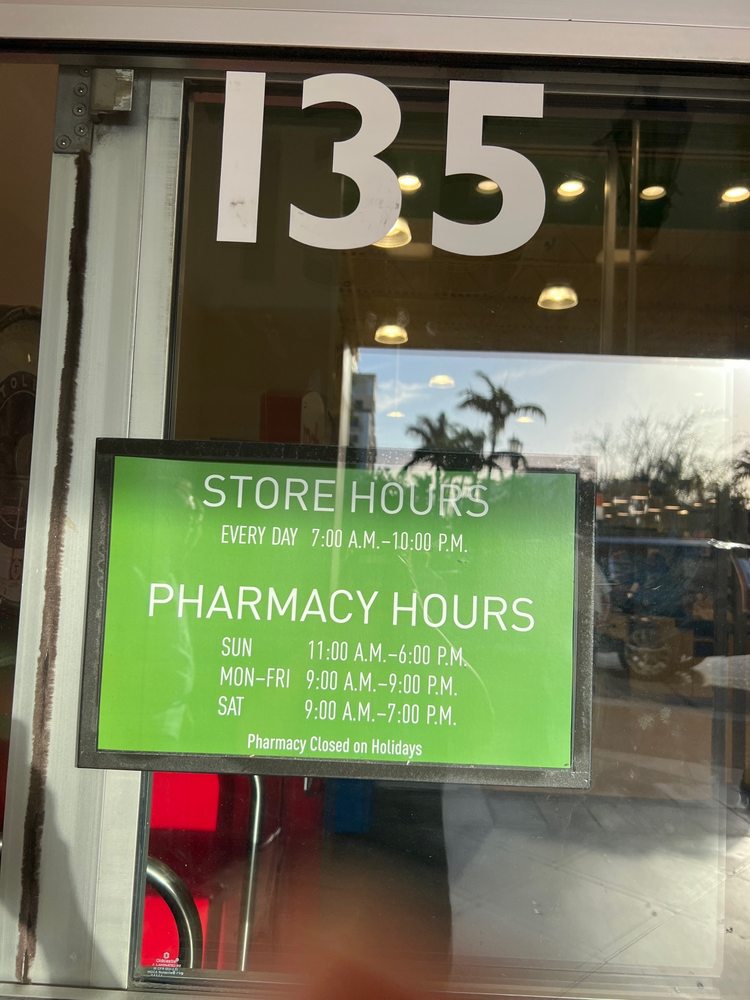 135
STORE HOURS
EVERY DAY 7:00 A.M.–10:00 P.M.
PHARMACY HOURS
SUN 11:00 A.M.–6:00 P.M.
MON–FRI 9:00 A.M.–9:00 P.M.
SAT 9:00 A.M.–7:00 P.M.
Pharmacy Closed on Holidays